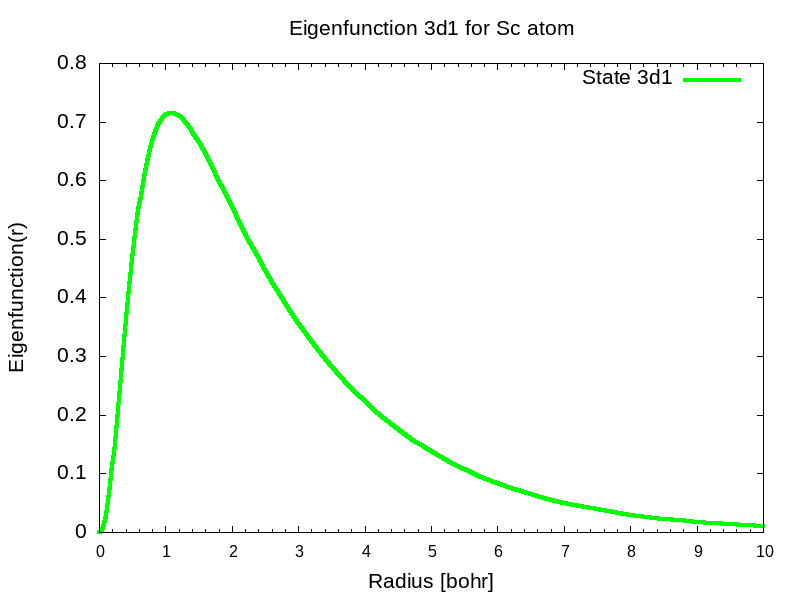 Eigenfunction 3d1 for Sc atom
State 3d1
0.8
0.7
0.6
0.5
0.4
0.3
0.2
0.1
0
Eigenfunction(r)
0 1 2 3 4 5 6 7 8 9 10
Radius [bohr]